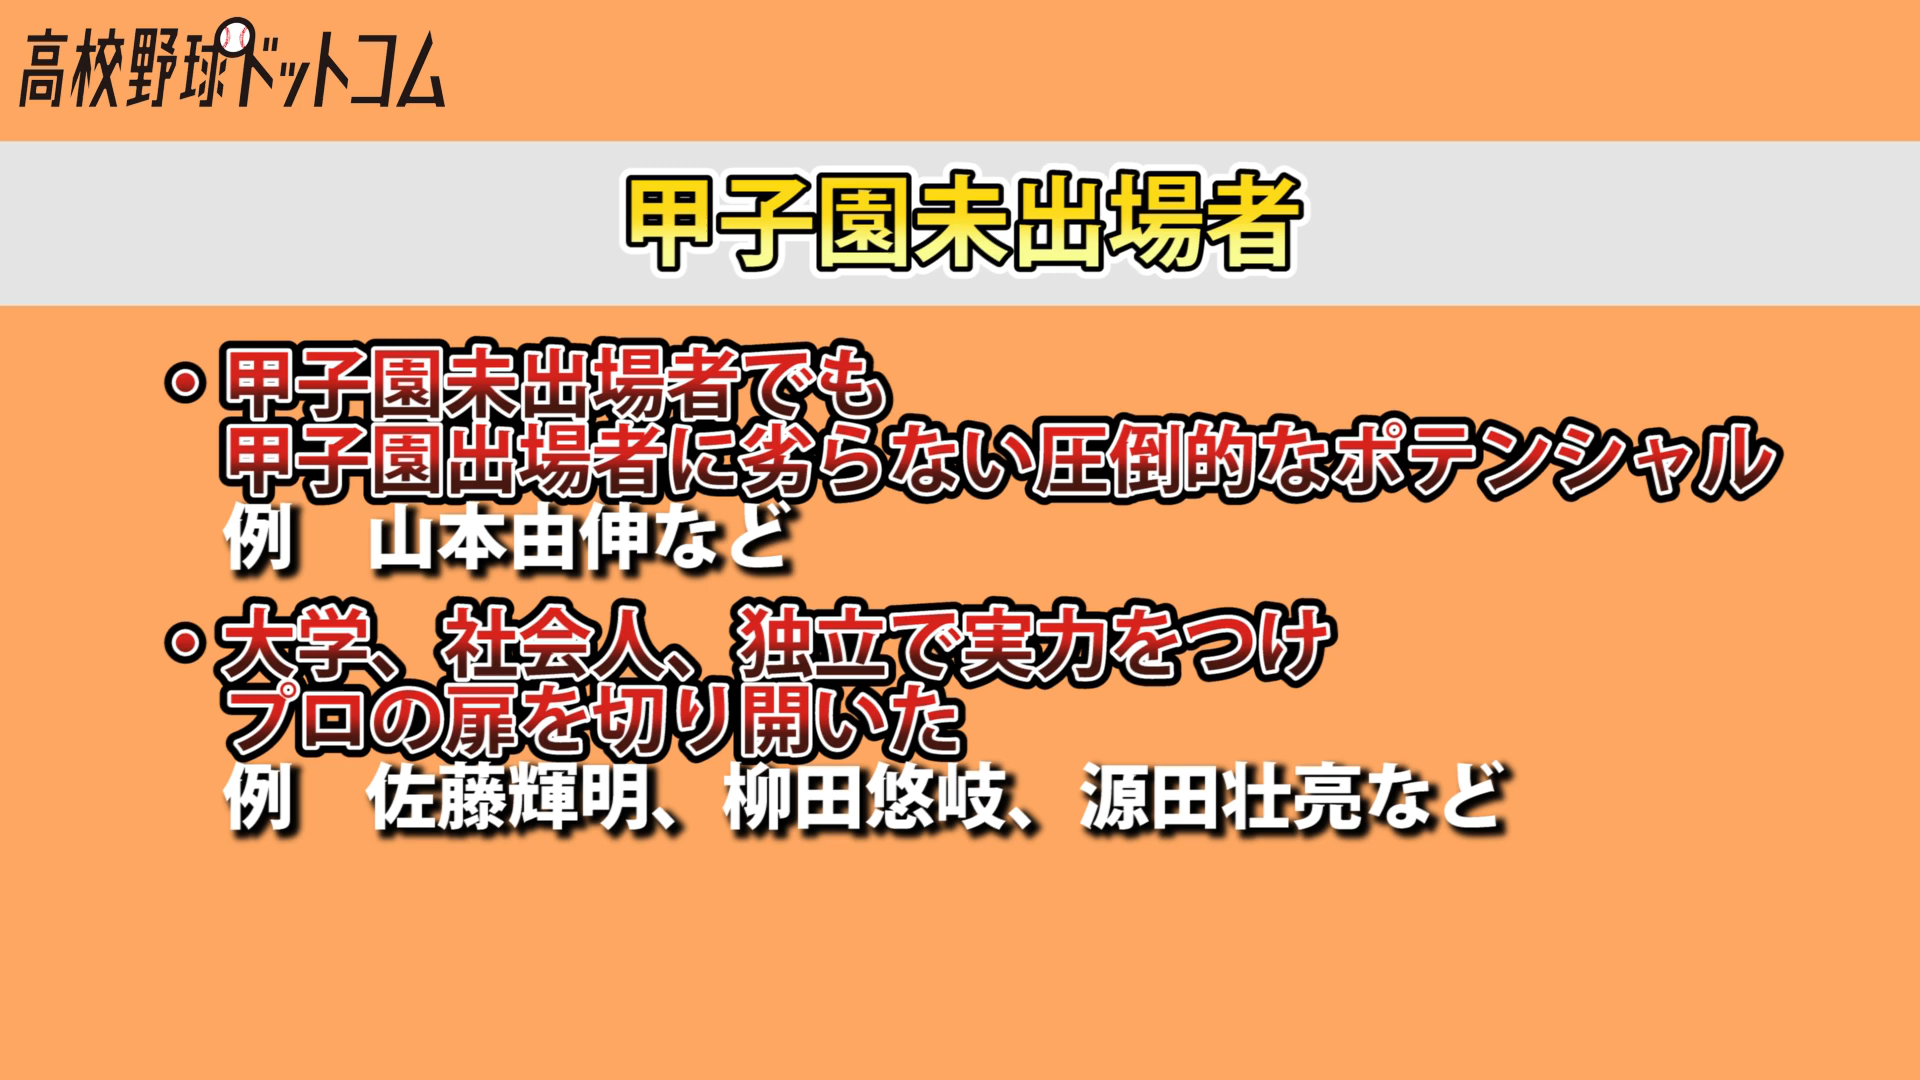 高校野球ドットコム
甲子園未出場者
・甲子園未出場者でも
甲子園出場者に劣らない圧倒的なポテンシャル
例　山本由伸など
・大学、社会人、独立で実力をつけ
プロの扉を切り開いた
例　佐藤輝明、柳田悠岐、源田壮亮など